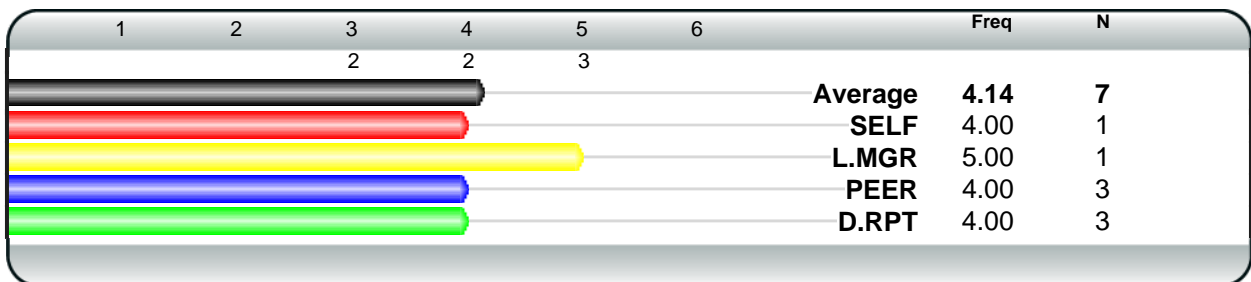 1 2 3 4 5 6 Freq N
2 2 3
Average 4.14 7
SELF 4.00 1
L.MGR 5.00 1
PEER 4.00 3
D.RPT 4.00 3